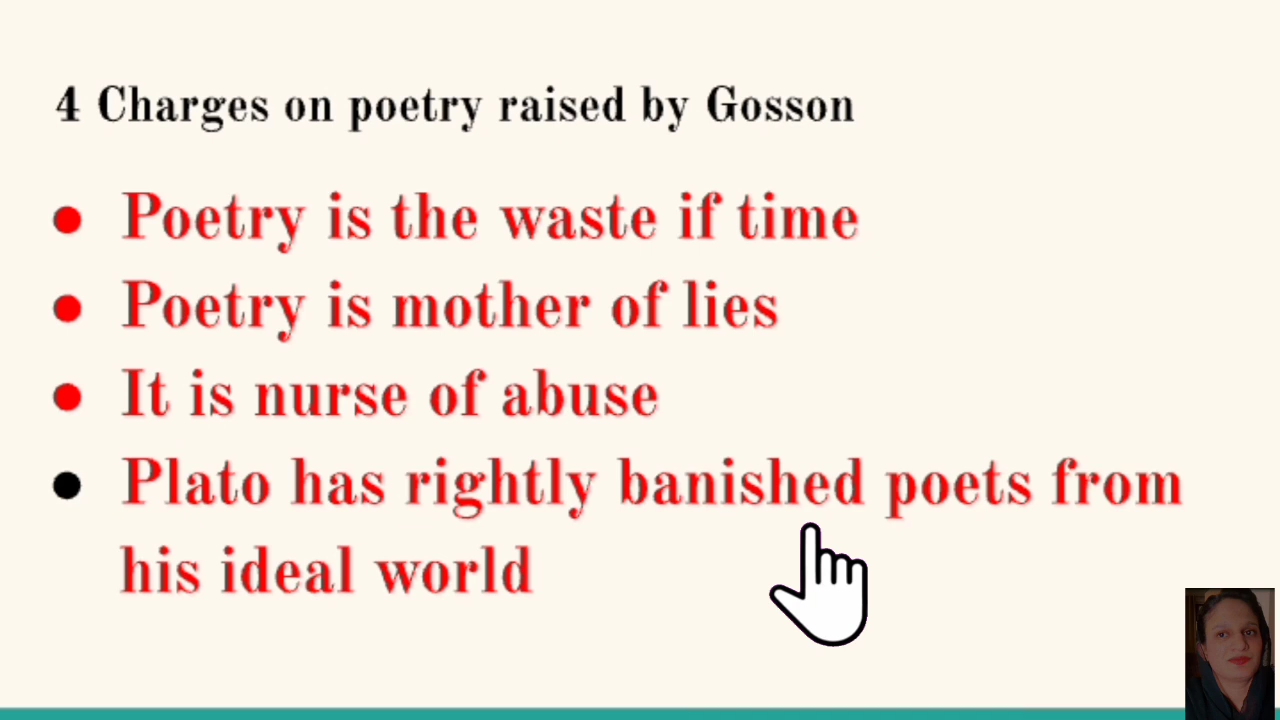 4 Charges on poetry raised by Gosson
● Poetry is the waste if time
● Poetry is mother of lies
● It is nurse of abuse
● Plato has rightly banished poets from
his ideal world